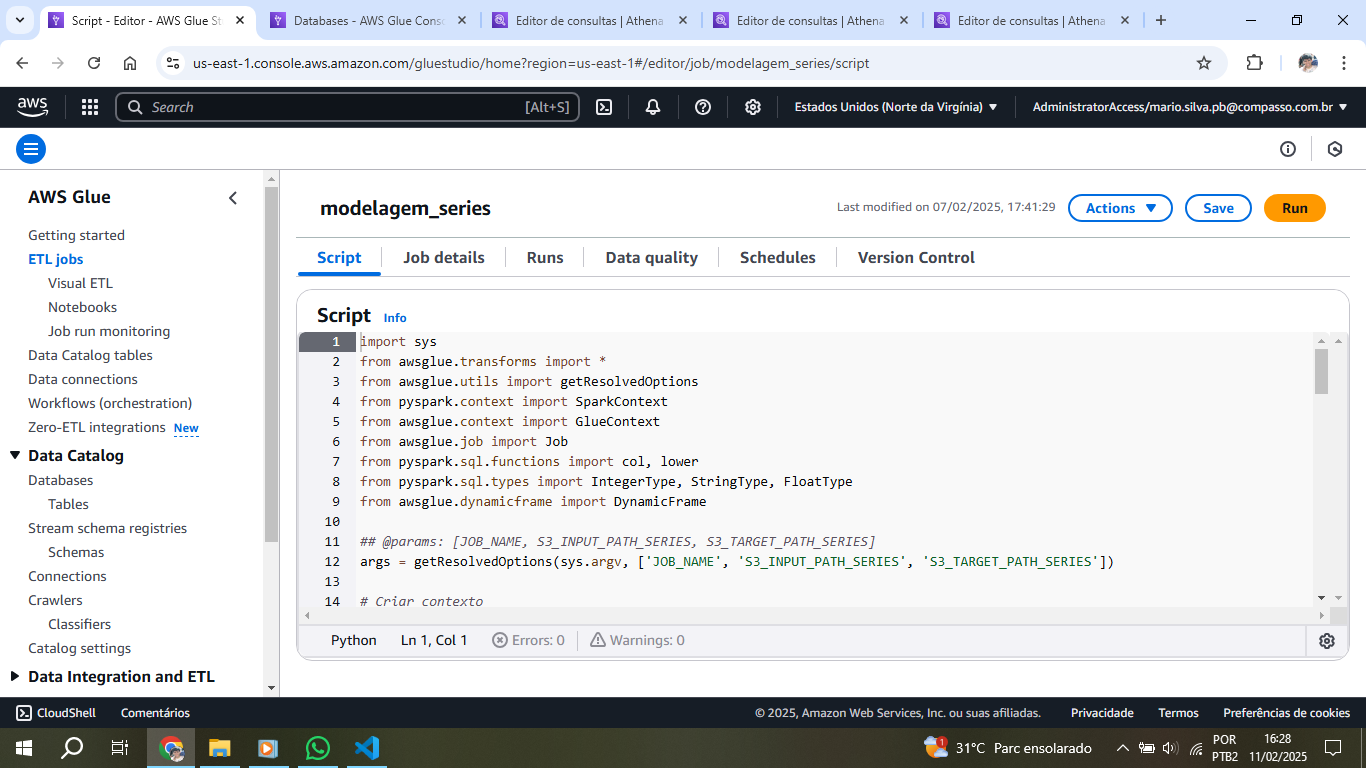 Script - Editor - AWS Glue St
Databases - AWS Glue Conso
Editor de consultas | Athena
Editor de consultas | Athena
Editor de consultas | Athena
us-east-1.console.aws.amazon.com/gluestudio/home?region=us-east-1#/editor/job/modelagem_series/script
aws
Search
[Alt+S]
Estados Unidos (Norte da Virgínia)
AdministratorAccess/mario.silva.pb@compasso.com.br
AWS Glue
Getting started
ETL jobs
Visual ETL
Notebooks
Job run monitoring
Data Catalog tables
Data connections
Workflows (orchestration)
Zero-ETL integrations New
Data Catalog
Databases
Tables
Stream schema registries
Schemas
Connections
Crawlers
Classifiers
Catalog settings
Data Integration and ETL
modelagem_series
Last modified on 07/02/2025, 17:41:29
Actions
Save
Run
Script
Job details
Runs
Data quality
Schedules
Version Control
Script Info
1 import sys
2 from awsglue.transforms import *
3 from awsglue.utils import getResolvedOptions
4 from pyspark.context import SparkContext
5 from awsglue.context import GlueContext
6 from awsglue.job import Job
7 from pyspark.sql.functions import col, lower
8 from pyspark.sql.types import IntegerType, StringType, FloatType
9 from awsglue.dynamicframe import DynamicFrame
10
11 ## @params: [JOB_NAME, S3_INPUT_PATH_SERIES, S3_TARGET_PATH_SERIES]
12 args = getResolvedOptions(sys.argv, ['JOB_NAME', 'S3_INPUT_PATH_SERIES', 'S3_TARGET_PATH_SERIES'])
13
14 # Criar contexto
Python Ln 1, Col 1 Errors: 0 Warnings: 0
CloudShell Comentários
© 2025, Amazon Web Services, Inc. ou suas afiliadas. Privacidade Termos Preferências de cookies
1
31°C Parc ensolarado
POR
PTB2
16:28
11/02/2025